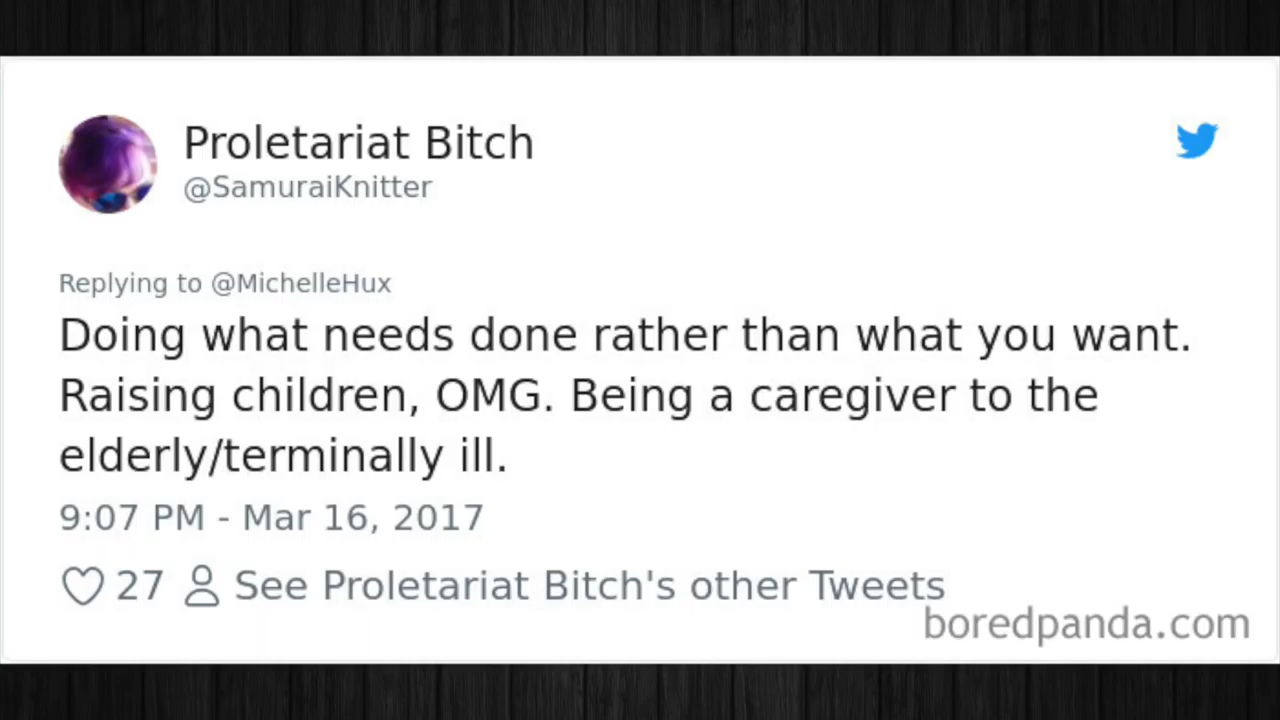 Proletariat Bitch
@SamuraiKnitter
Replying to @MichelleHux
Doing what needs done rather than what you want.
Raising children, OMG. Being a caregiver to the
elderly/terminally ill.
9:07 PM - Mar 16, 2017
27 See Proletariat Bitch's other Tweets
boredpanda.com